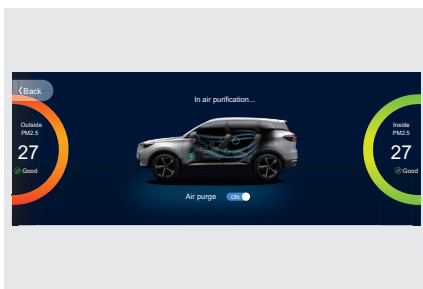 Back
In air purification...
Outside
PM2.5
27
Good
Inside
PM2.5
27
Good
Air purge ON